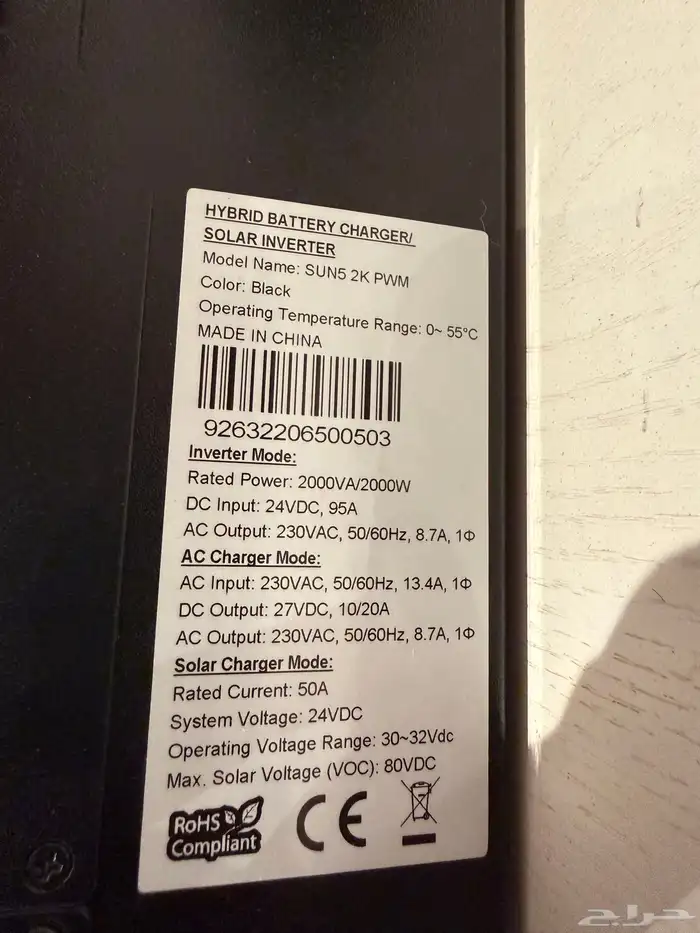 HYBRID BATTERY CHARGER/
SOLAR INVERTER
Model Name: SUN5 2K PWM
Color: Black
Operating Temperature Range: 0~ 55°C
MADE IN CHINA
92632206500503
Inverter Mode:
Rated Power: 2000VA/2000W
DC Input: 24VDC, 95A
AC Output: 230VAC, 50/60Hz, 8.7A, 1Φ
AC Charger Mode:
AC Input: 230VAC, 50/60Hz, 13.4A, 1Φ
DC Output: 27VDC, 10/20A
AC Output: 230VAC, 50/60Hz, 8.7A, 1Φ
Solar Charger Mode:
Rated Current: 50A
System Voltage: 24VDC
Operating Voltage Range: 30~32Vdc
Max. Solar Voltage (VOC): 80VDC
RoHS
Compliant
CE
حراج